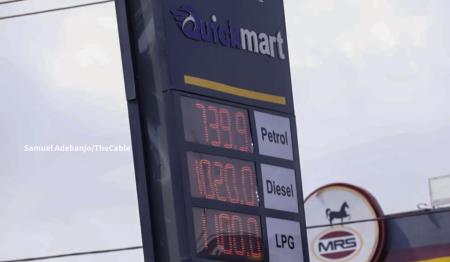 Quickmart
739.9 Petrol
1020.0 Diesel
1100.0 LPG
MRS
Samuel Adebanjo/TheCable